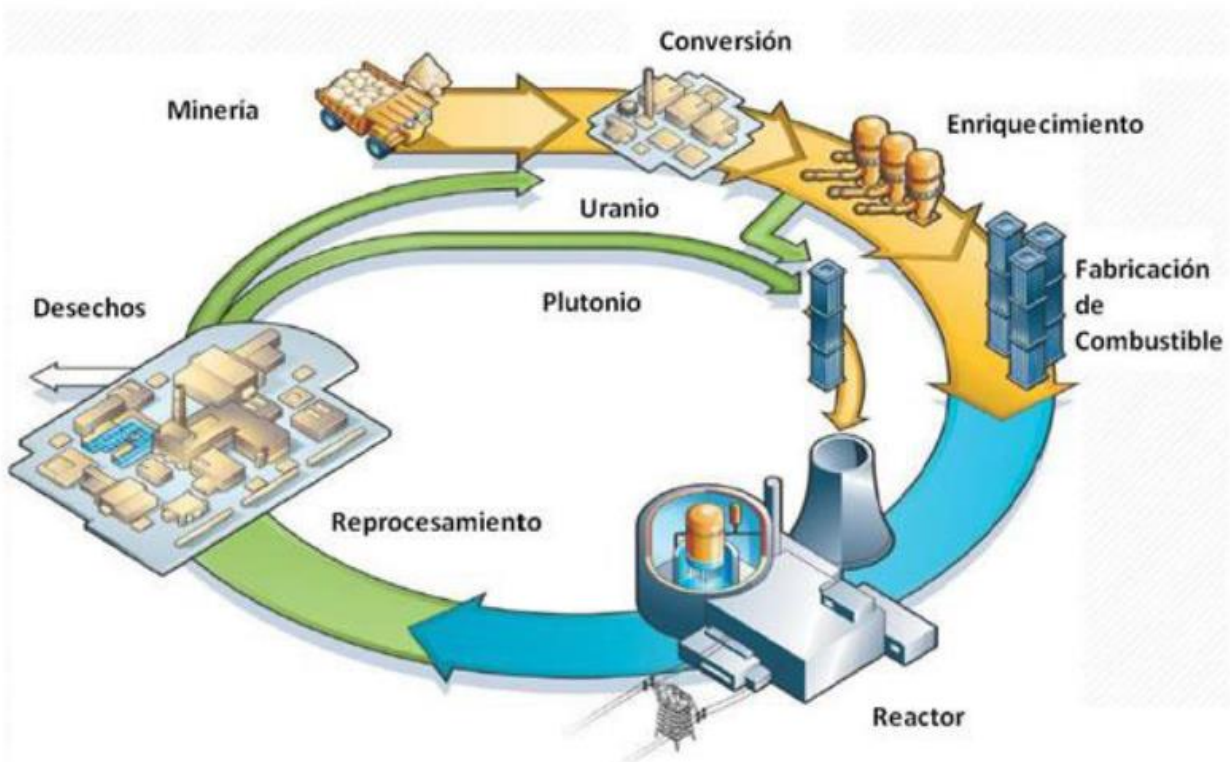 Conversión
Minería
Enriquecimiento
Uranio
Fabricación
de
Combustible
Plutonio
Desechos
Reprocesamiento
Reactor